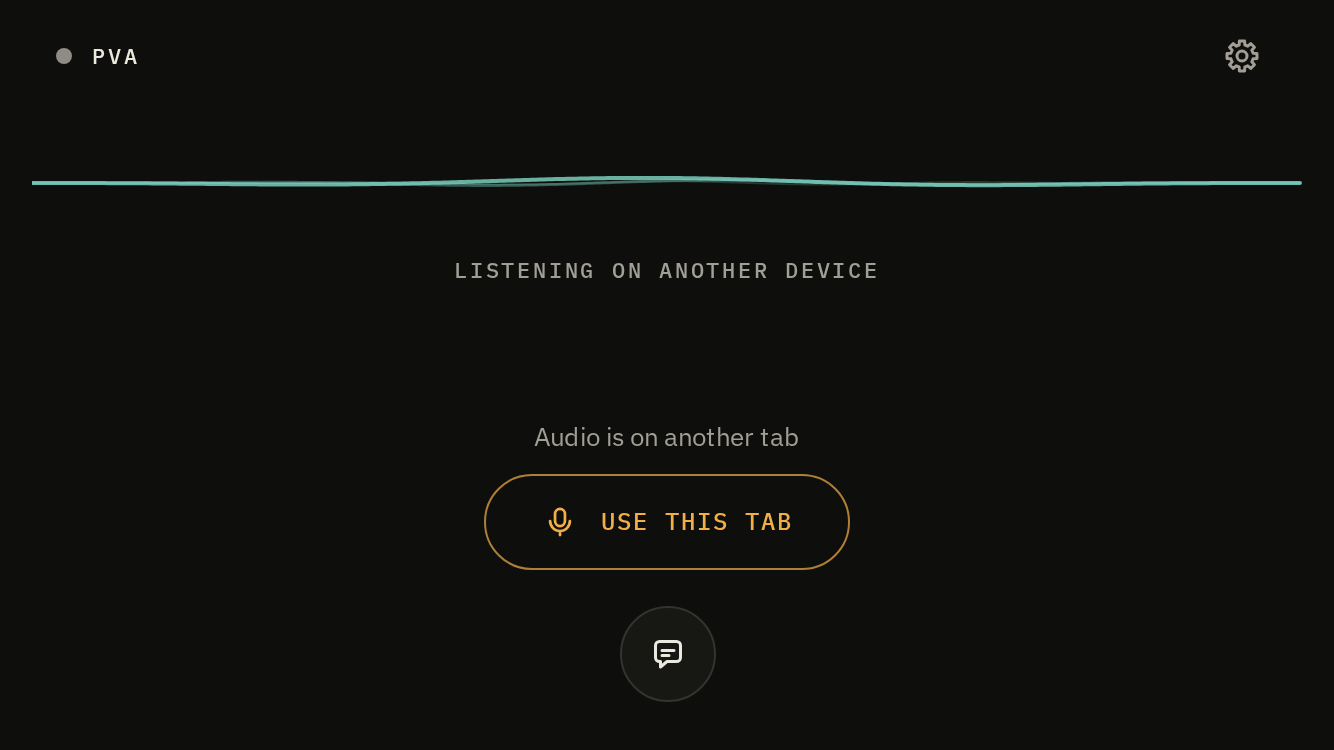 PVA
LISTENING ON ANOTHER DEVICE
Audio is on another tab
USE THIS TAB